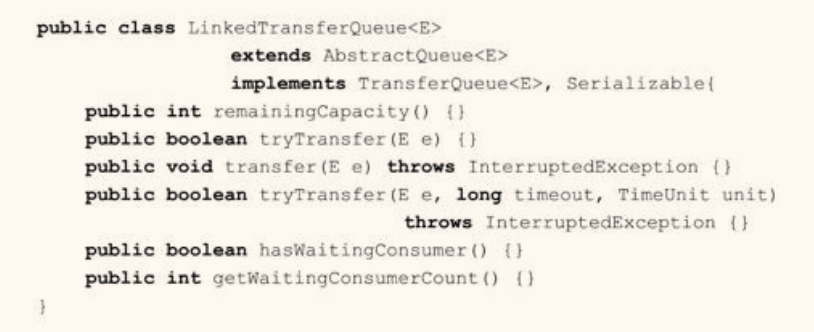 public class LinkedTransferQueue<E>
extends AbstractQueue<E>
implements TransferQueue<E>, Serializable{
public int remainingCapacity() {}
public boolean tryTransfer(E e) {}
public void transfer(E e) throws InterruptedException {}
public boolean tryTransfer(E e, long timeout, TimeUnit unit)
throws InterruptedException {}
public boolean hasWaitingConsumer() {}
public int getWaitingConsumerCount() {}
}